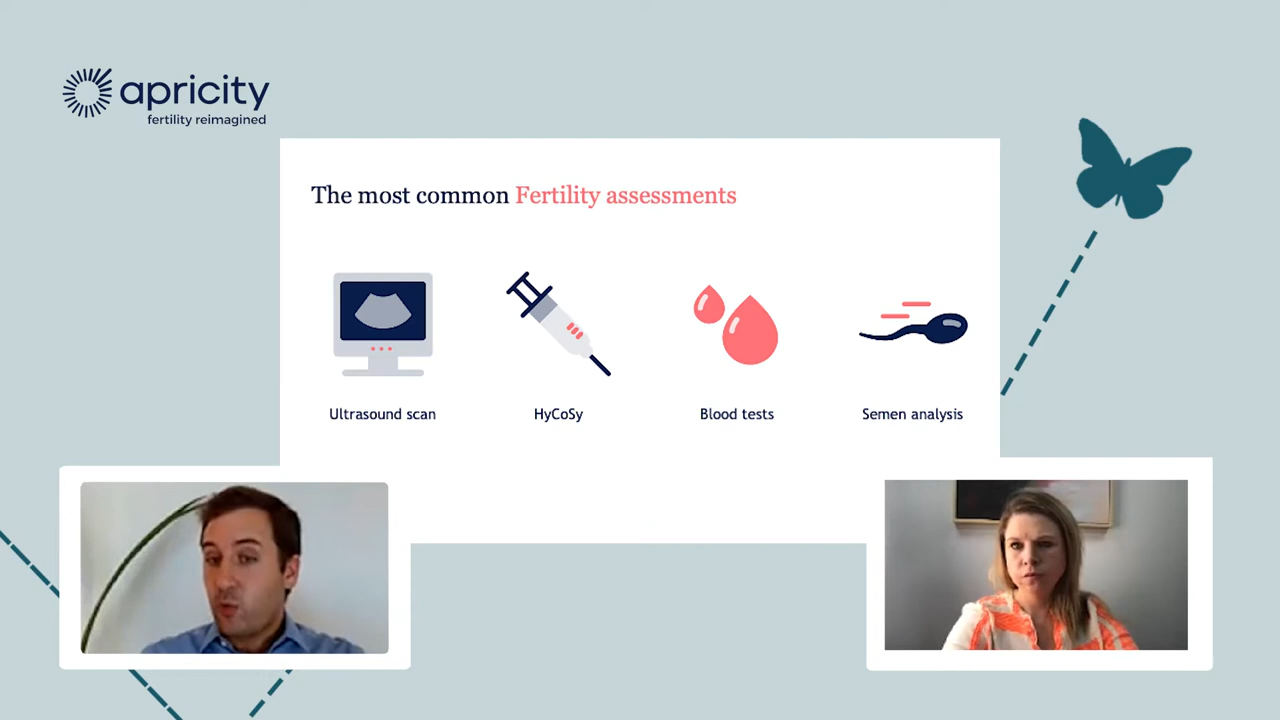 apricity
fertility reimagined
The most common Fertility assessments
Ultrasound scan
HyCoSy
Blood tests
Semen analysis